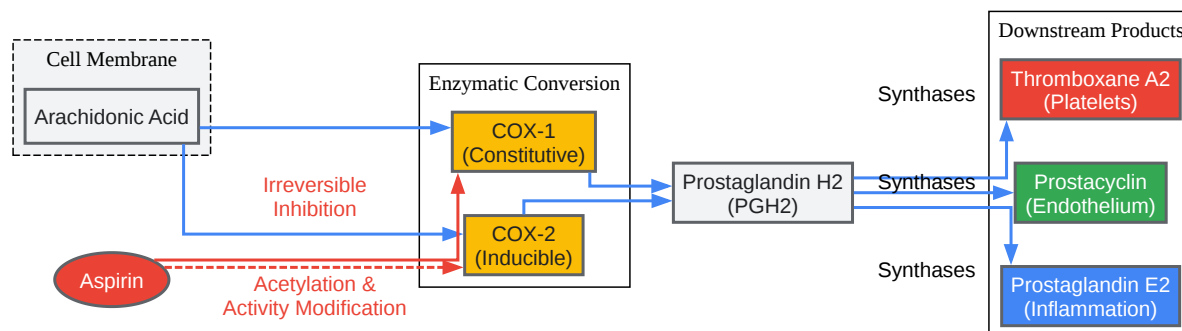 Cell Membrane
Arachidonic Acid
Irreversible
Inhibition
Aspirin
Acetylation &
Activity Modification
Enzymatic Conversion
COX-1
(Constitutive)
COX-2
(Inducible)
Prostaglandin H2
(PGH2)
Synthases
Synthases
Synthases
Downstream Products
Thromboxane A2
(Platelets)
Prostacyclin
(Endothelium)
Prostaglandin E2
(Inflammation)